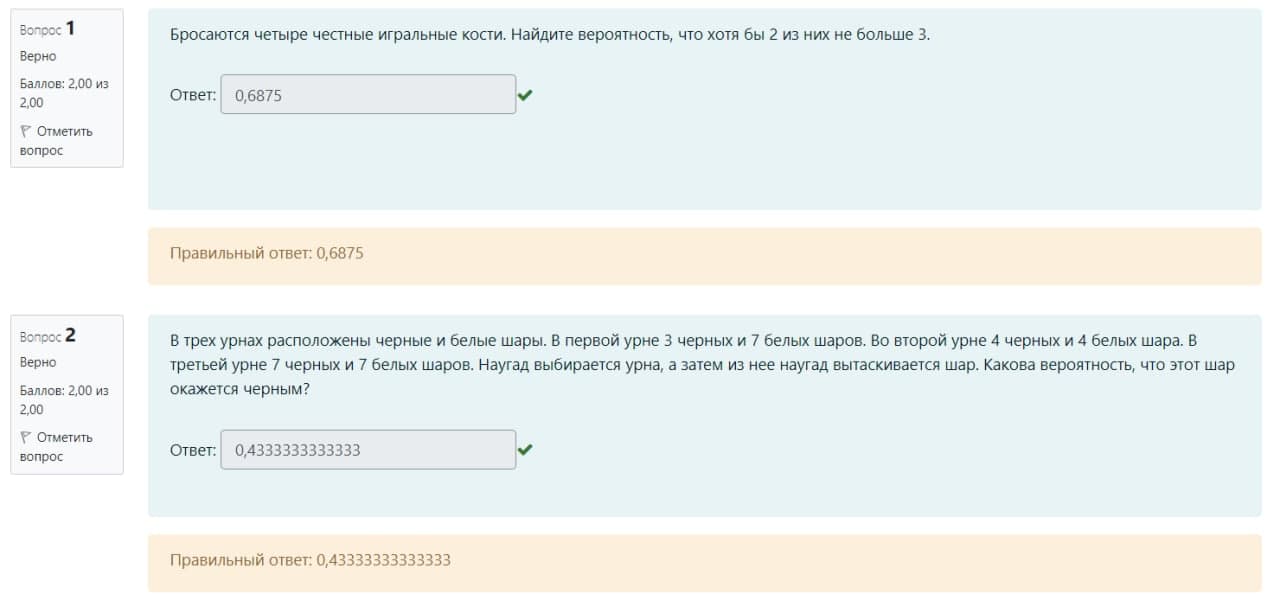 Вопрос 1
Верно
Баллов: 2,00 из
2,00
Отметить
вопрос
Бросаются четыре честные игральные кости. Найдите вероятность, что хотя бы 2 из них не больше 3.
Ответ: 0,6875
Правильный ответ: 0,6875
Вопрос 2
Верно
Баллов: 2,00 из
2,00
Отметить
вопрос
В трех урнах расположены черные и белые шары. В первой урне 3 черных и 7 белых шаров. Во второй урне 4 черных и 4 белых шара. В
третьей урне 7 черных и 7 белых шаров. Наугад выбирается урна, а затем из нее наугад вытаскивается шар. Какова вероятность, что этот шар
окажется черным?
Ответ: 0,4333333333333
Правильный ответ: 0,43333333333333